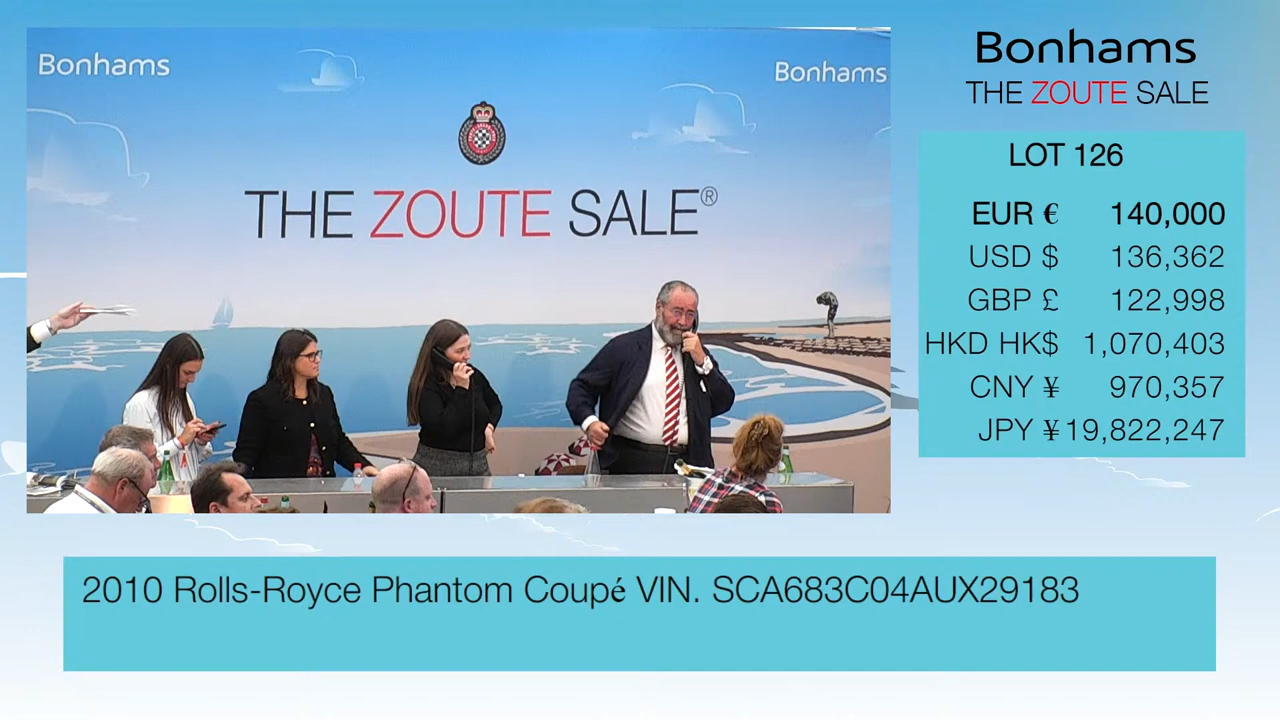 Bonhams
Bonhams
THE ZOUTE SALE®
Bonhams
THE ZOUTE SALE
LOT 126
EUR € 140,000
USD $ 136,362
GBP £ 122,998
HKD HK$ 1,070,403
CNY ¥ 970,357
JPY ¥ 19,822,247
2010 Rolls-Royce Phantom Coupé VIN. SCA683C04AUX29183